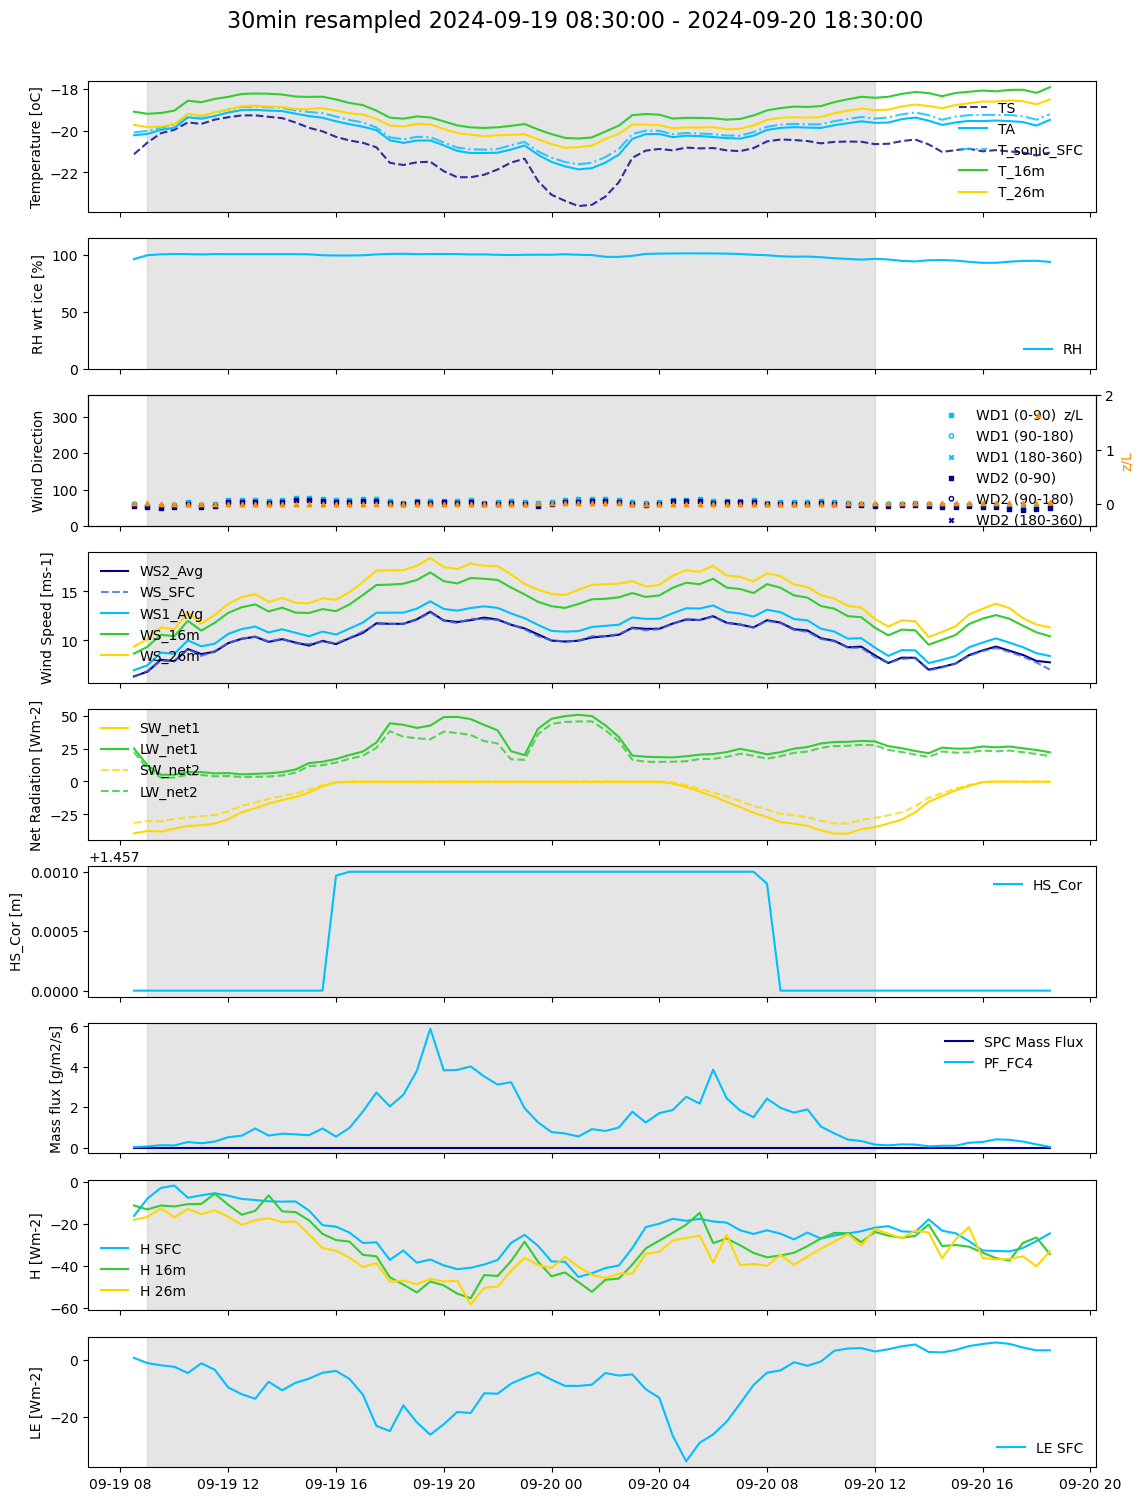 30min resampled 2024-09-19 08:30:00 - 2024-09-20 18:30:00
Temperature [oC]
−18
−20
−22
TS
TA
T_sonic_SFC
T_16m
T_26m
RH wrt ice [%]
100
50
0
RH
Wind Direction
300
200
100
0
WD1 (0-90)
WD1 (90-180)
WD1 (180-360)
WD2 (0-90)
WD2 (90-180)
WD2 (180-360)
z/L
2
1
0
z/L
Wind Speed [ms-1]
15
10
WS2_Avg
WS_SFC
WS1_Avg
WS_16m
WS_26m
Net Radiation [Wm-2]
50
25
0
−25
SW_net1
LW_net1
SW_net2
LW_net2
+1.457
HS_Cor [m]
0.0010
0.0005
0.0000
HS_Cor
Mass flux [g/m2/s]
6
4
2
0
SPC Mass Flux
PF_FC4
H [Wm-2]
0
−20
−40
−60
H SFC
H 16m
H 26m
LE [Wm-2]
0
−20
LE SFC
09-19 08
09-19 12
09-19 16
09-19 20
09-20 00
09-20 04
09-20 08
09-20 12
09-20 16
09-20 20